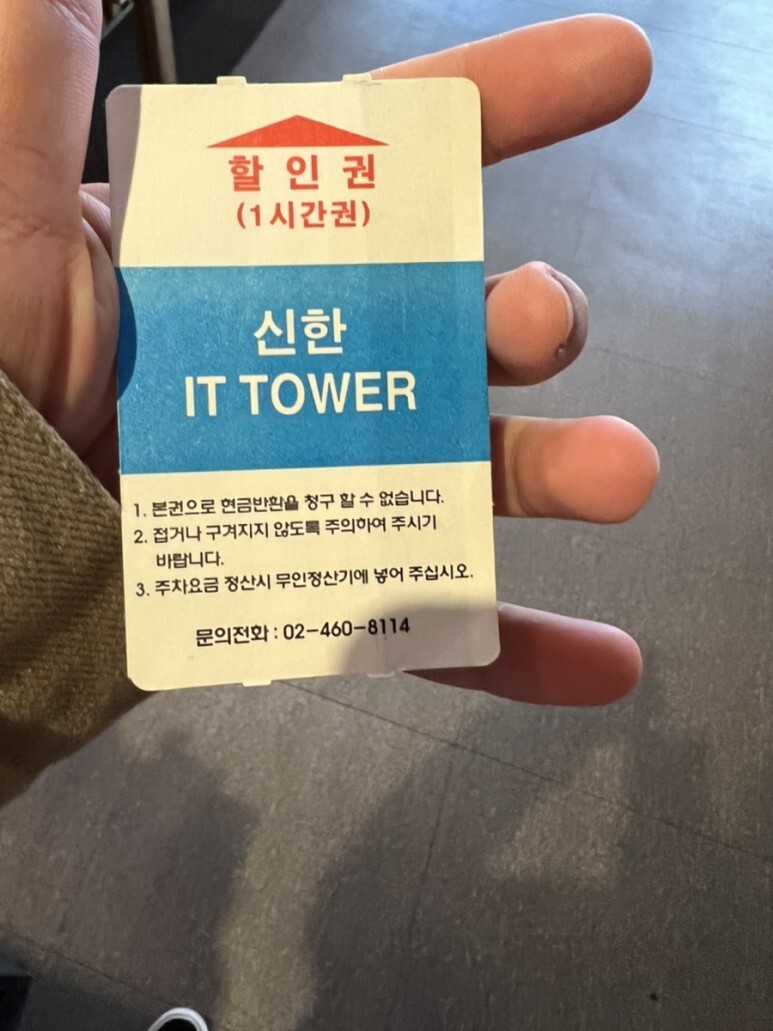 할 인 권
(1시간권)
신한
IT TOWER
1. 본권으로 현금반환을 청구 할 수 없습니다.
2. 접거나 구겨지지 않도록 주의하여 주시기
바랍니다.
3. 주차요금 정산시 무인정산기에 넣어 주십시오.
문의전화 : 02-460-8114